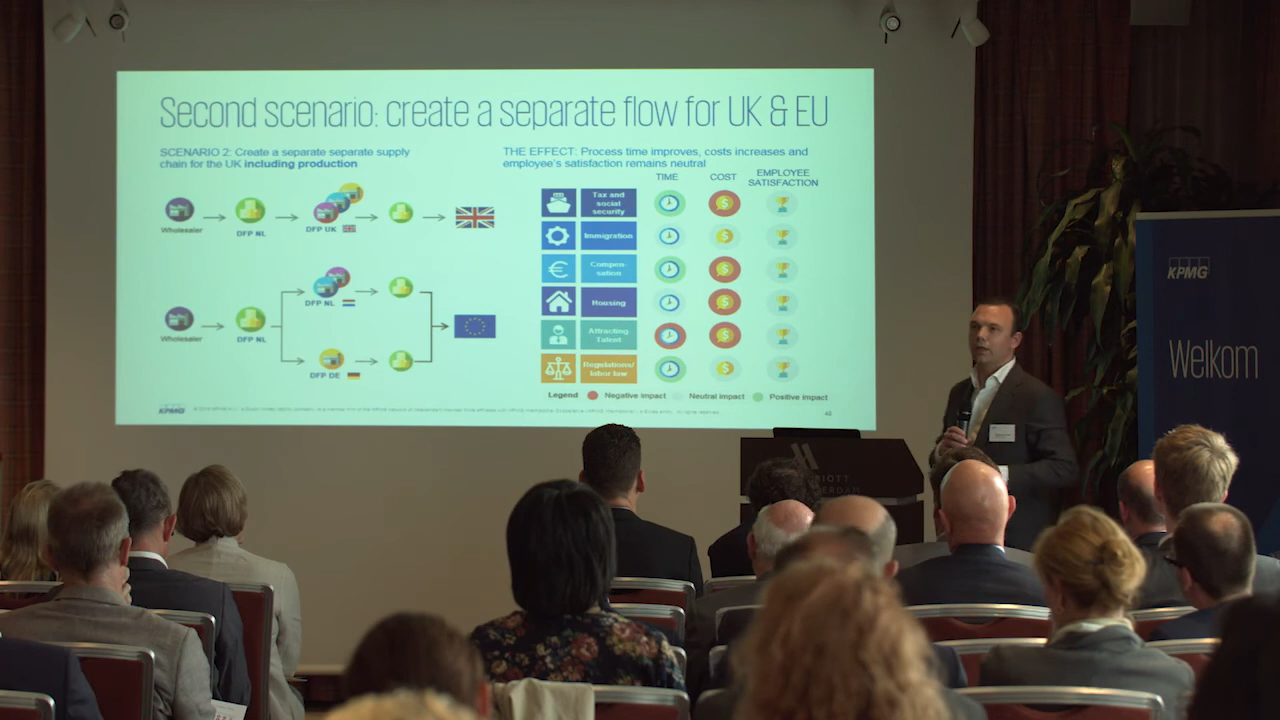 Second scenario: create a separate flow for UK & EU
SCENARIO 2: Create a separate separate supply
chain for the UK including production
THE EFFECT: Process time improves, costs increases and
employee's satisfaction remains neutral
TIME
COST
EMPLOYEE
SATISFACTION
Wholesaler
DFP NL
DFP UK
Tax and
social
security
Immigration
Compen-
sation
Housing
Attracting
Talent
Regulations/
labor law
Wholesaler
DFP NL
DFP NL
DFP DE
Legend
Negative impact
Neutral impact
Positive impact
KPMG
KPMG
Welkom